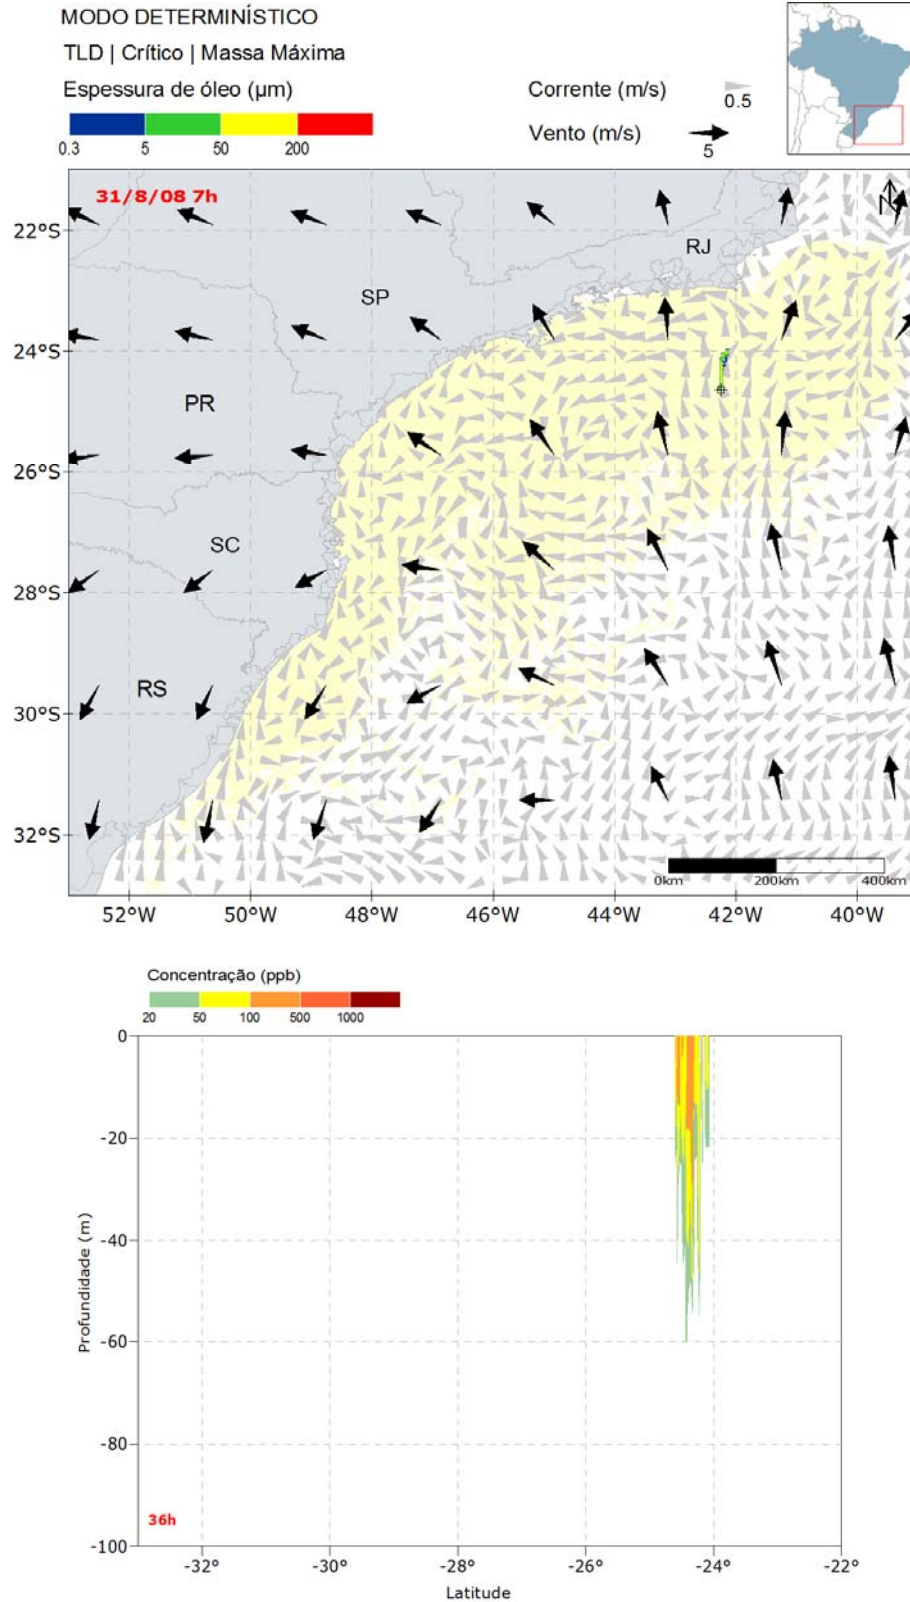 MODO DETERMINÍSTICO
TLD | Crítico | Massa Máxima
Espessura de óleo (µm)
0.3 5 50 200
Corrente (m/s)
0.5
Vento (m/s)
5
31/8/08 7h
N
RJ
SP
PR
SC
RS
22°S
24°S
26°S
28°S
30°S
32°S
0km 200km 400km
52°W 50°W 48°W 46°W 44°W 42°W 40°W
Concentração (ppb)
20 50 100 500 1000
0
-20
-40
-60
-80
-100
Profundidade (m)
36h
-32° -30° -28° -26° -24° -22°
Latitude